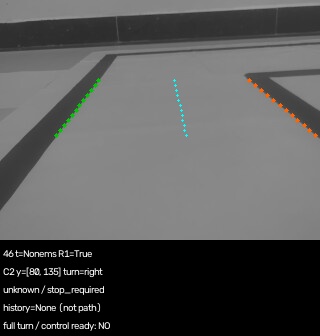 46 t=Nonems R1=True
C2 y=[80, 135] turn=right
unknown / stop_required
history=None (not path)
full turn / control ready: NO